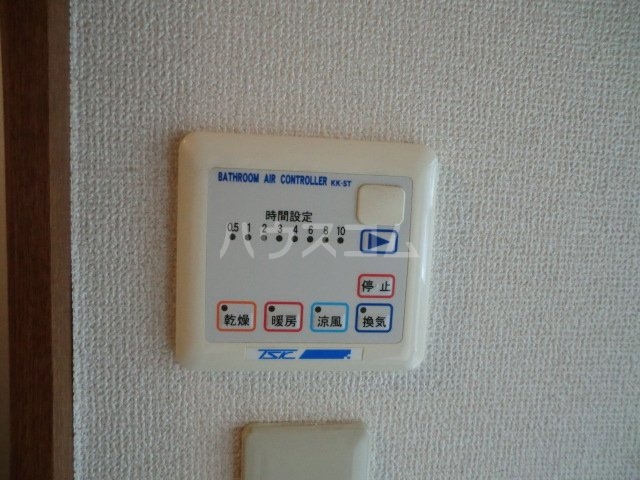 BATHROOM AIR CONTROLLER KK-ST
時間設定
0.5 1 2 3 4 6 8 10
ハウスコム
停止
乾燥 暖房 涼風 換気
TSK